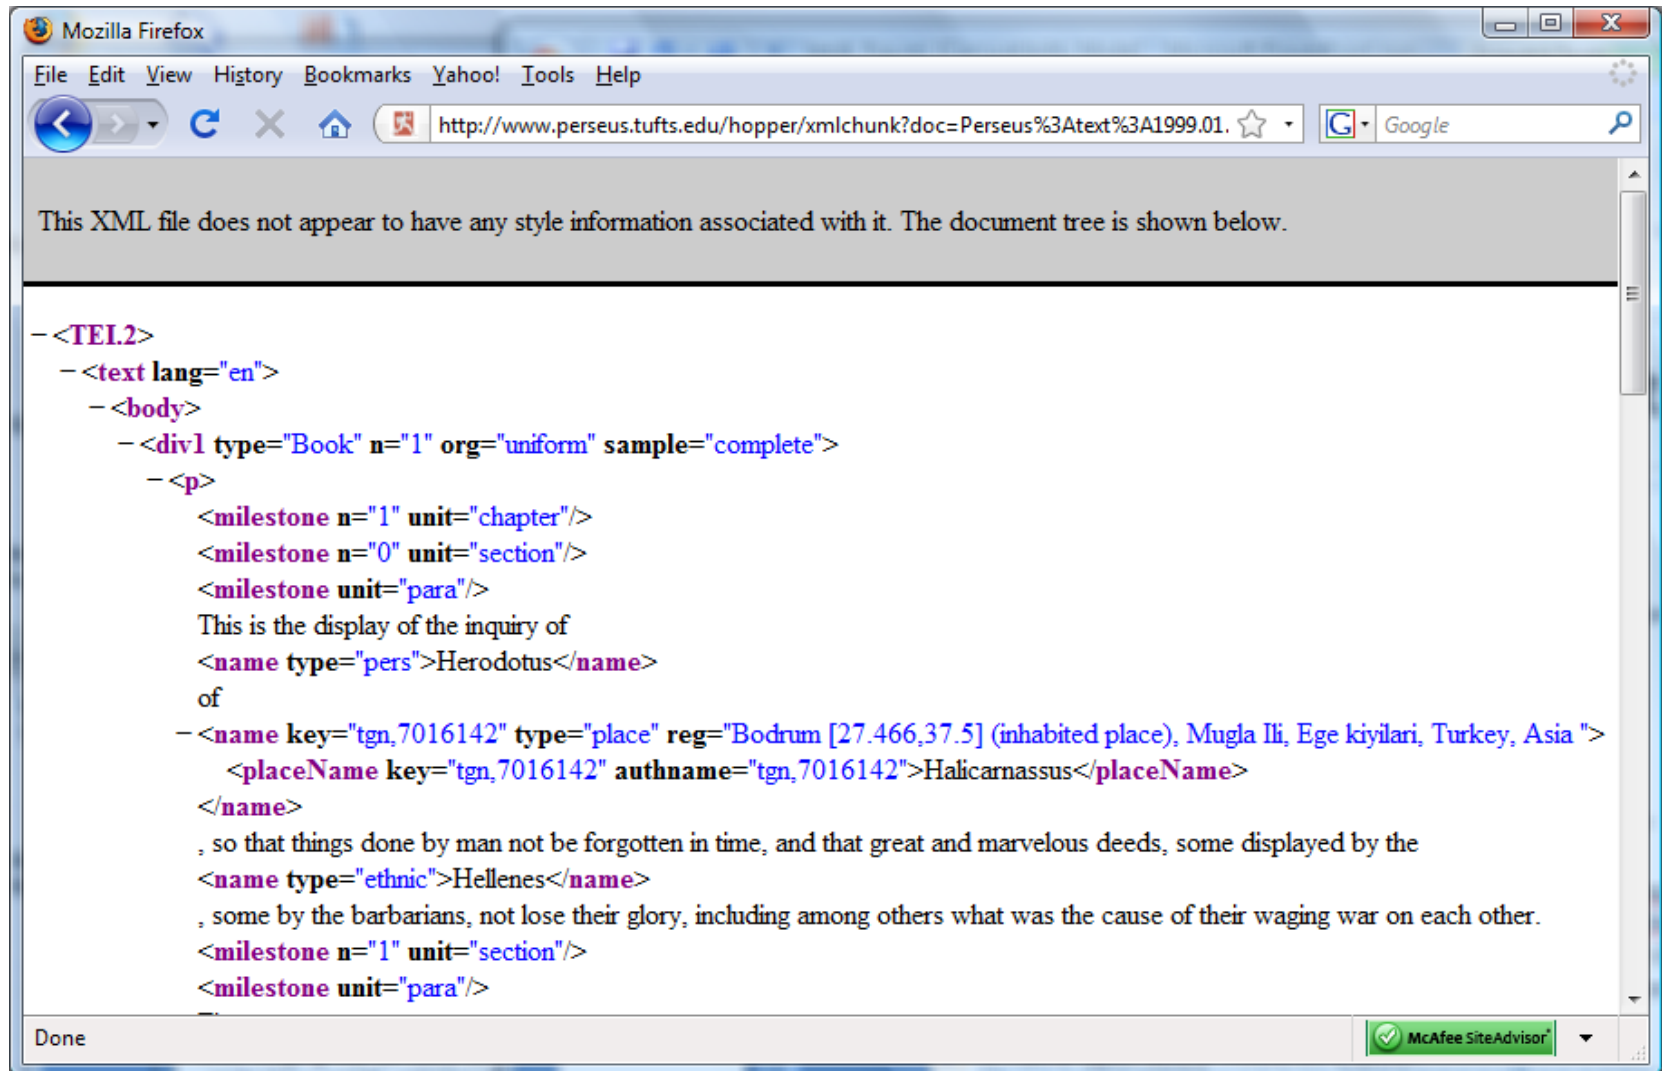 Mozilla Firefox
File Edit View History Bookmarks Yahoo! Tools Help
http://www.perseus.tufts.edu/hopper/xmlchunk?doc=Perseus%3Atext%3A1999.01. G Google
This XML file does not appear to have any style information associated with it. The document tree is shown below.
− <TEI.2>
− <text lang="en">
− <body>
− <div1 type="Book" n="1" org="uniform" sample="complete">
− <p>
<milestone n="1" unit="chapter"/>
<milestone n="0" unit="section"/>
<milestone unit="para"/>
This is the display of the inquiry of
<name type="pers">Herodotus</name>
of
− <name key="tgn,7016142" type="place" reg="Bodrum [27.466,37.5] (inhabited place), Mugla Ili, Ege kiyilari, Turkey, Asia ">
<placeName key="tgn,7016142" authname="tgn,7016142">Halicarnassus</placeName>
</name>
, so that things done by man not be forgotten in time, and that great and marvelous deeds, some displayed by the
<name type="ethnic">Hellenes</name>
, some by the barbarians, not lose their glory, including among others what was the cause of their waging war on each other.
<milestone n="1" unit="section"/>
<milestone unit="para"/>
Done McAfee SiteAdvisor